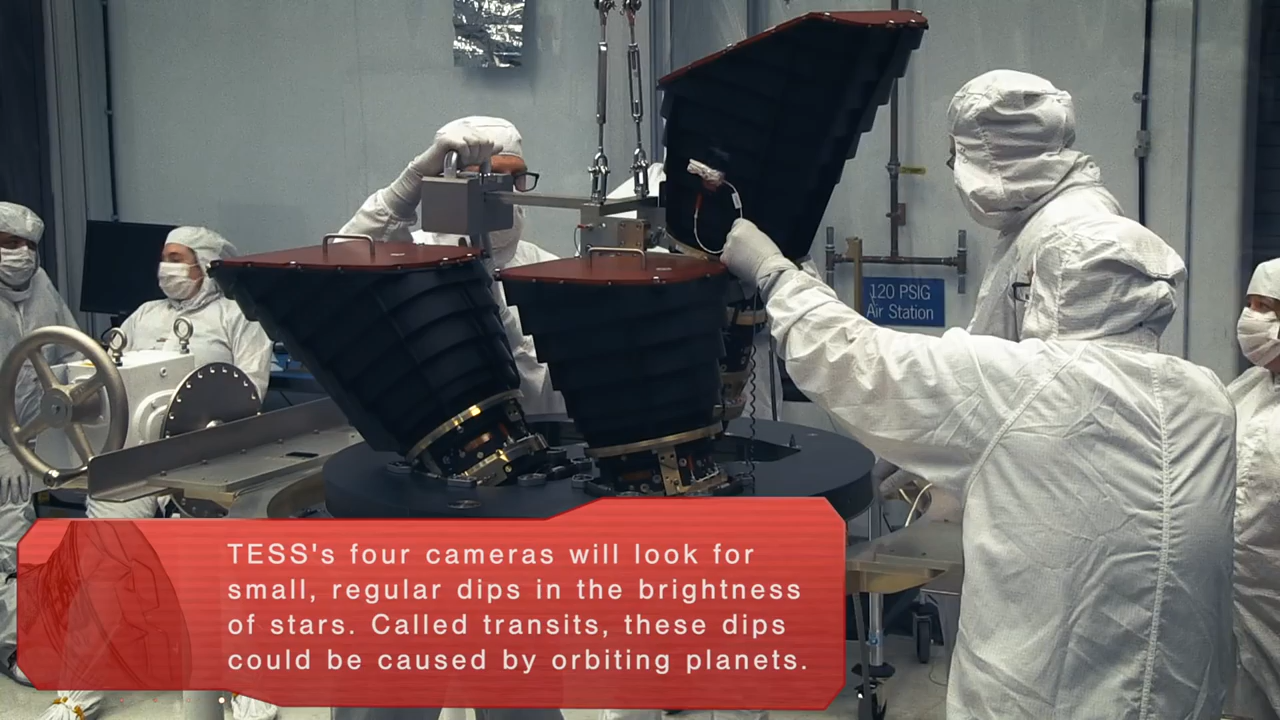 120 PSIG
Air Station
TESS's four cameras will look for
small, regular dips in the brightness
of stars. Called transits, these dips
could be caused by orbiting planets.